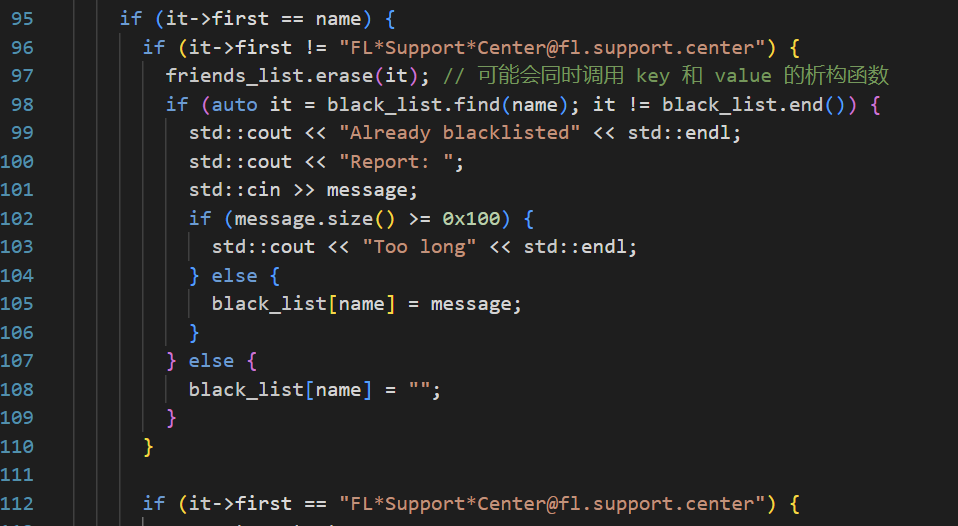 95 if (it->first == name) {
96 if (it->first != "FL*Support*Center@fl.support.center") {
97 friends_list.erase(it); // 可能会同时调用 key 和 value 的析构函数
98 if (auto it = black_list.find(name); it != black_list.end()) {
99 std::cout << "Already blacklisted" << std::endl;
100 std::cout << "Report: ";
101 std::cin >> message;
102 if (message.size() >= 0x100) {
103 std::cout << "Too long" << std::endl;
104 } else {
105 black_list[name] = message;
106 }
107 } else {
108 black_list[name] = "";
109 }
110 }
111
112 if (it->first == "FL*Support*Center@fl.support.center") {